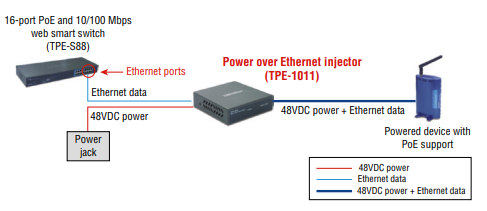 16-port PoE and 10/100 Mbps
web smart switch
(TPE-S88)
Ethernet ports
Power over Ethernet injector
(TPE-1011)
Ethernet data
48VDC power
48VDC power + Ethernet data
Power
jack
Powered device with
PoE support
48VDC power
Ethernet data
48VDC power + Ethernet data